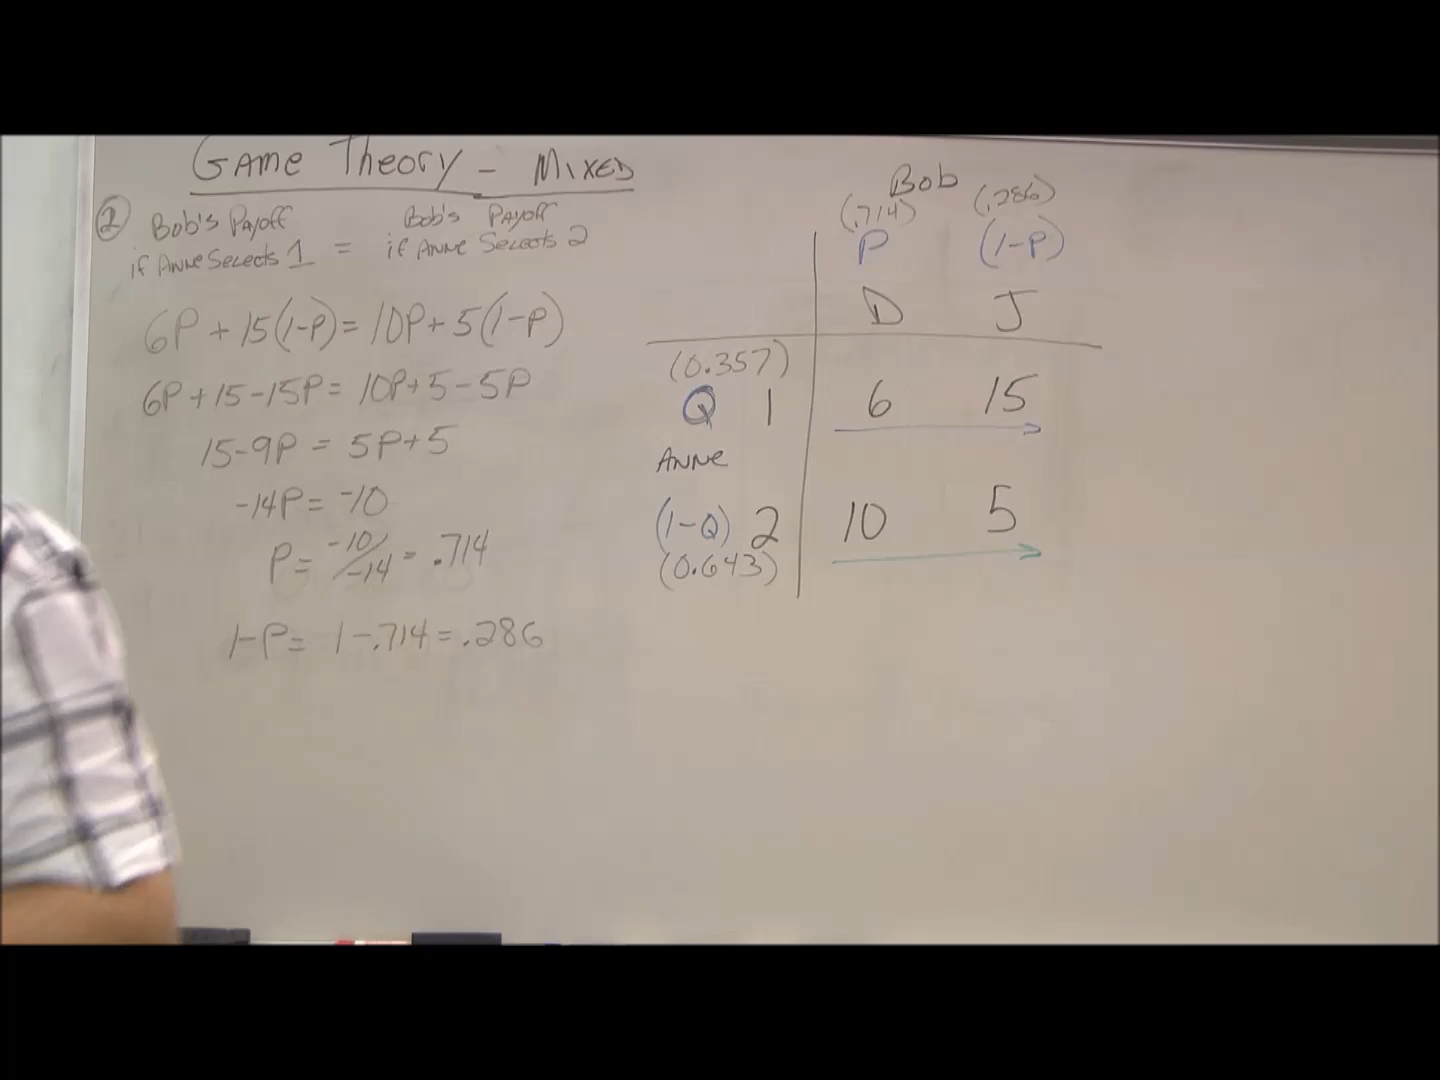 Game Theory - Mixed
② Bob's Payoff if Anne Selects 1 = Bob's Payoff if Anne Selects 2
6P + 15(1-P) = 10P + 5(1-P)
6P + 15 - 15P = 10P + 5 - 5P
15 - 9P = 5P + 5
-14P = -10
P = -10/-14 = .714
1-P = 1 - .714 = .286
Bob
(.714) (.286)
P (1-P)
D J
(0.357)
Q 1 6 15
Anne
(1-Q) 2 10 5
(0.643)